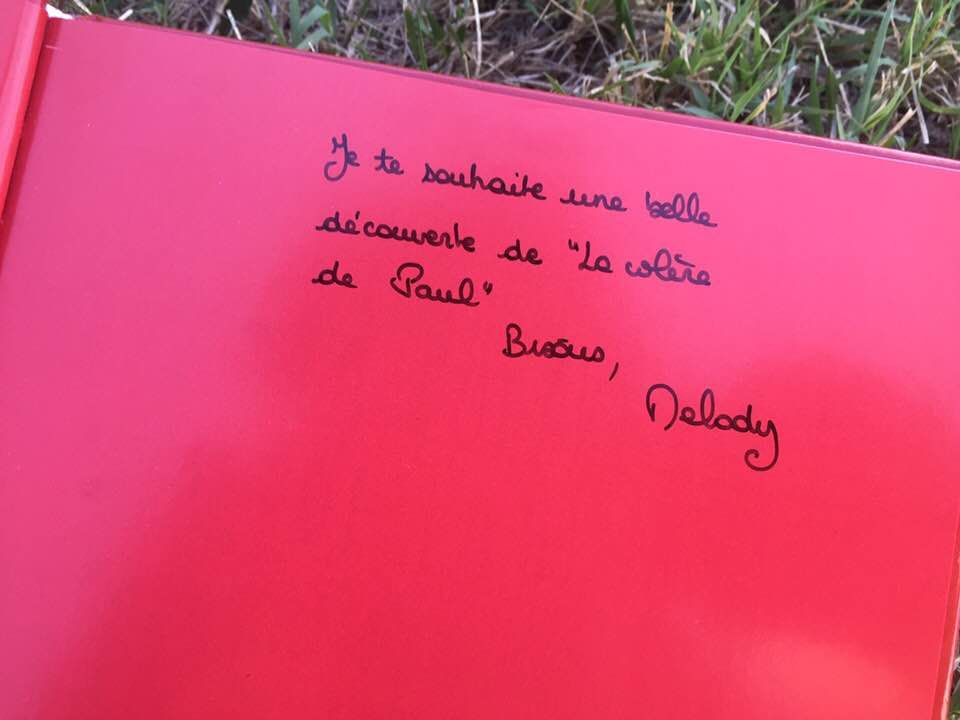 Je te souhaite une belle
découverte de "La colère
de Paul"
Bisous,
Melody